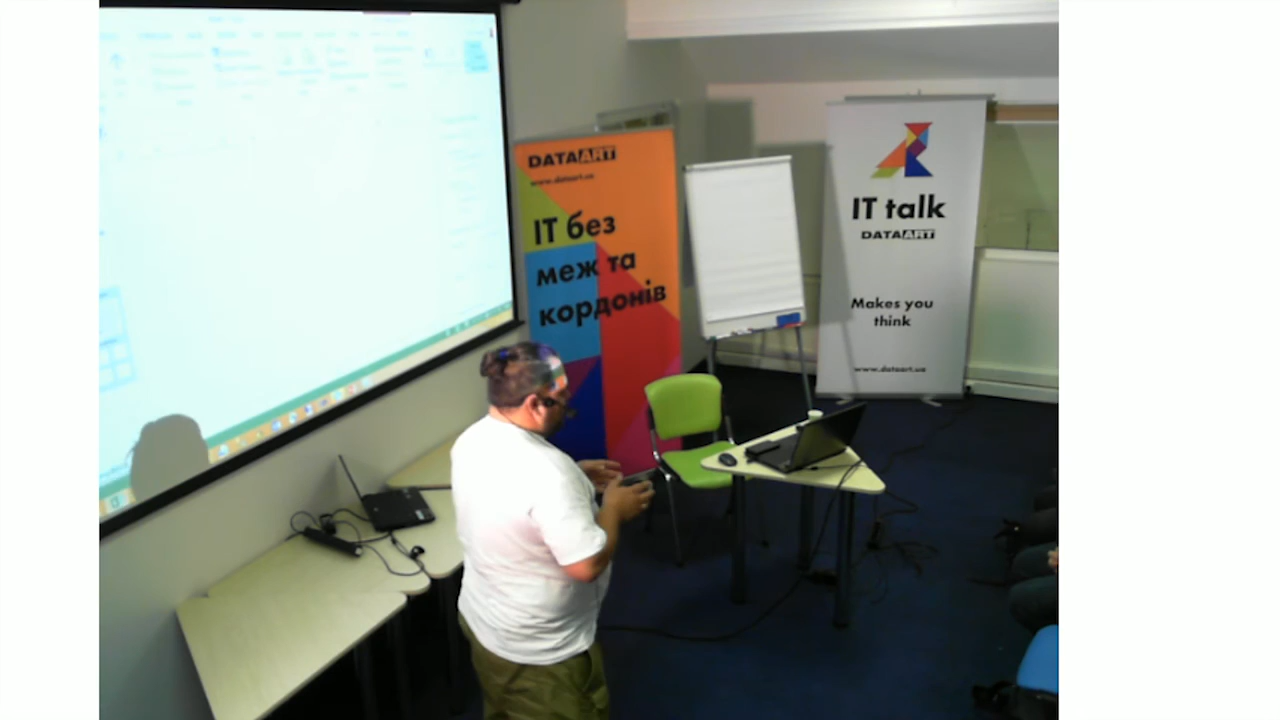 DATAART
www.dataart.ua
IT без
меж та
кордонів
IT talk
DATAART
Makes you
think
www.dataart.ua